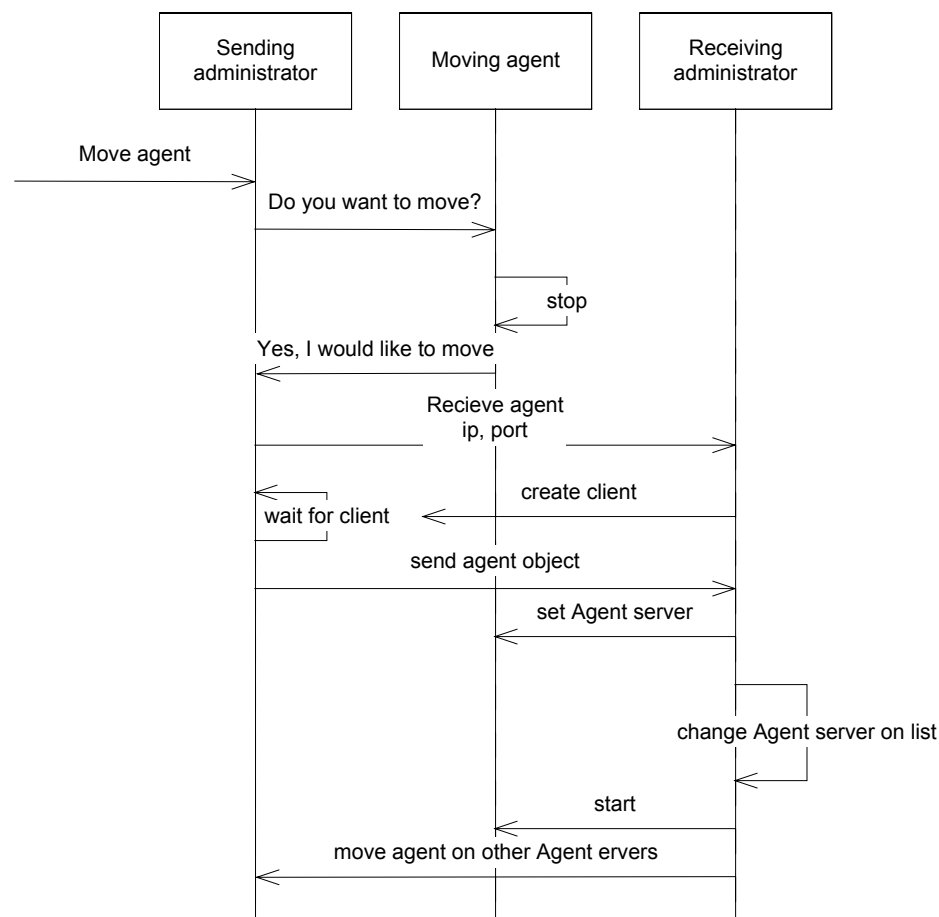 Sending
administrator
Moving agent
Receiving
administrator
Move agent
Do you want to move?
stop
Yes, I would like to move
Recieve agent
ip, port
create client
wait for client
send agent object
set Agent server
change Agent server on list
start
move agent on other Agent ervers